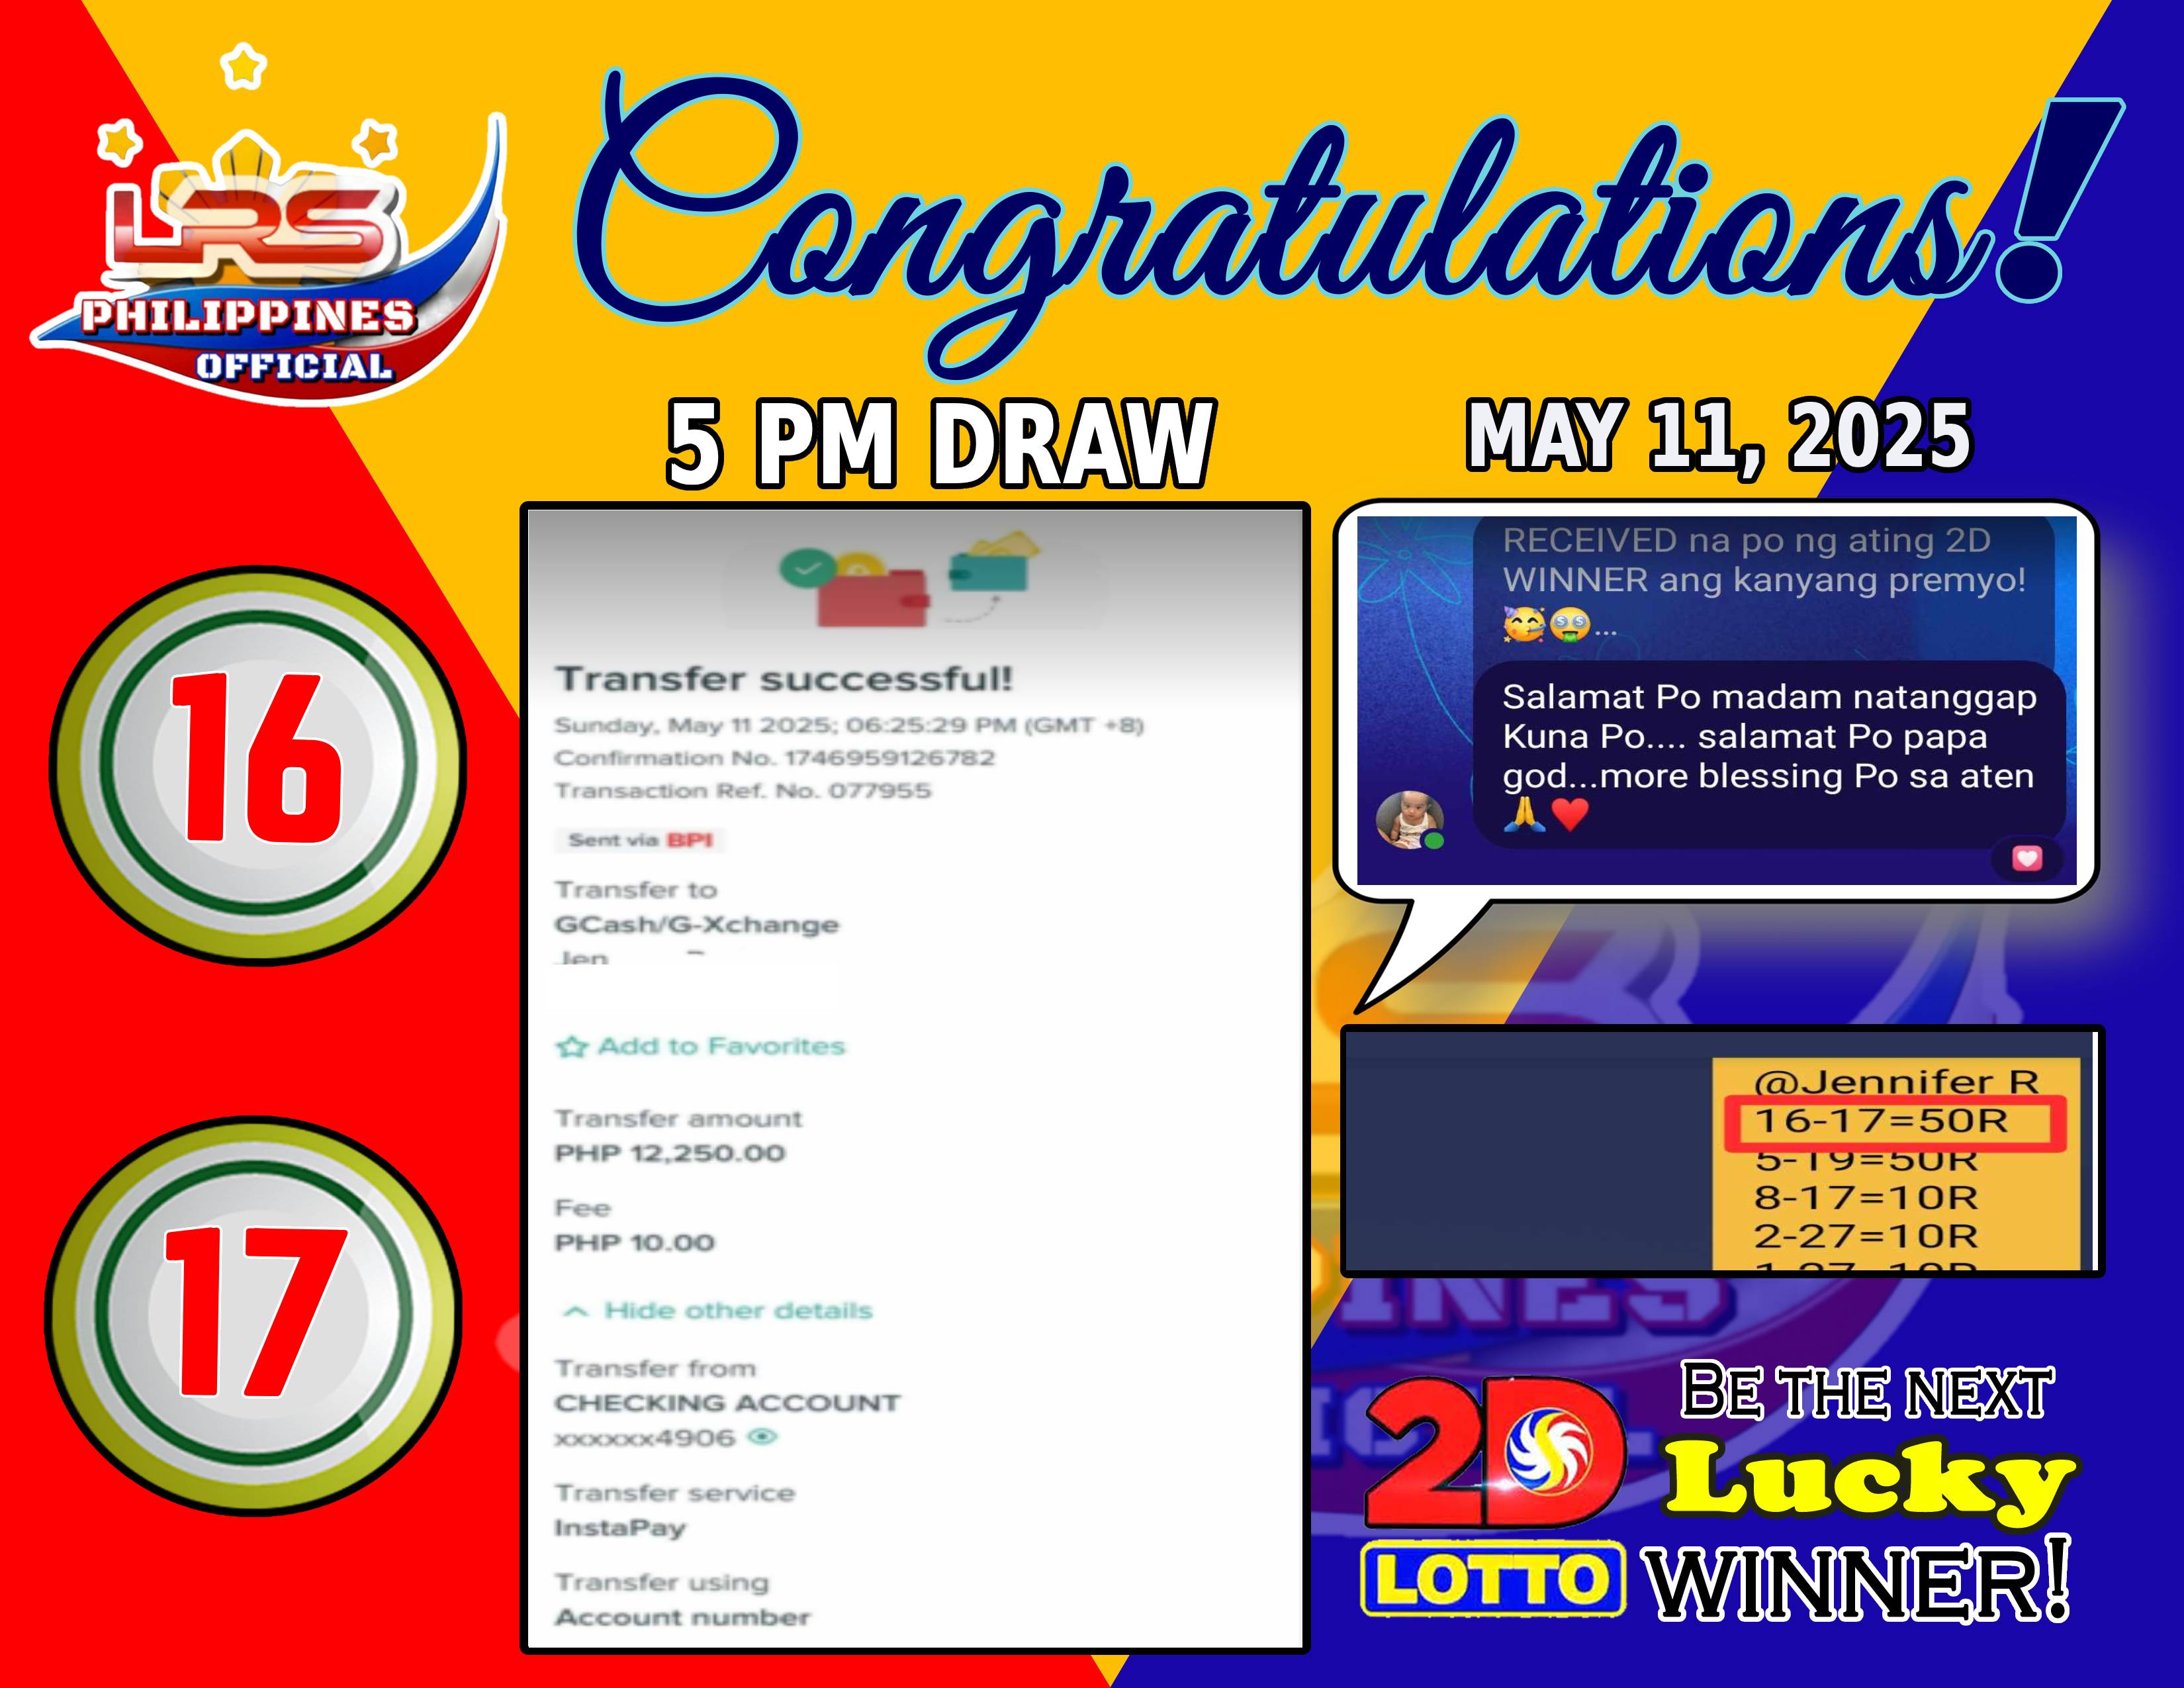 LRS
PHILIPPINES
OFFICIAL
Congratulations!
5 PM DRAW
MAY 11, 2025
16
17
Transfer successful!
Sunday, May 11 2025; 06:25:29 PM (GMT +8)
Confirmation No. 1746959126782
Transaction Ref. No. 077955
Sent via BPI
Transfer to
GCash/G-Xchange
Jen
Add to Favorites
Transfer amount
PHP 12,250.00
Fee
PHP 10.00
Hide other details
Transfer from
CHECKING ACCOUNT
xxxxxx4906
Transfer service
InstaPay
Transfer using
Account number
RECEIVED na po ng ating 2D
WINNER ang kanyang premyo!
🥳🤑...
Salamat Po madam natanggap
Kuna Po.... salamat Po papa
god...more blessing Po sa aten
🙏❤️
@Jennifer R
16-17=50R
5-19=50R
8-17=10R
2-27=10R
2D
LOTTO
BE THE NEXT
Lucky
WINNER!